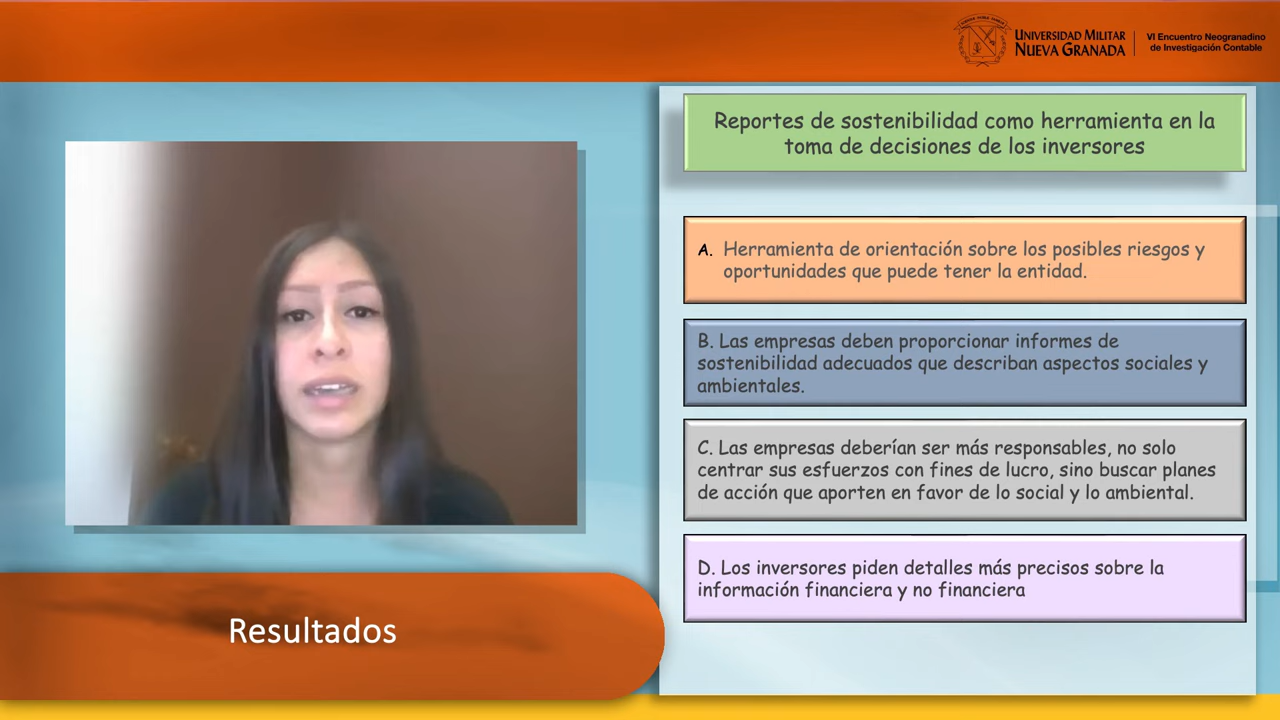 UNIVERSIDAD MILITAR
NUEVA GRANADA
VI Encuentro Neogranadino
de Investigación Contable
Reportes de sostenibilidad como herramienta en la
toma de decisiones de los inversores
A. Herramienta de orientación sobre los posibles riesgos y
oportunidades que puede tener la entidad.
B. Las empresas deben proporcionar informes de
sostenibilidad adecuados que describan aspectos sociales y
ambientales.
C. Las empresas deberían ser más responsables, no solo
centrar sus esfuerzos con fines de lucro, sino buscar planes
de acción que aporten en favor de lo social y lo ambiental.
D. Los inversores piden detalles más precisos sobre la
información financiera y no financiera
Resultados